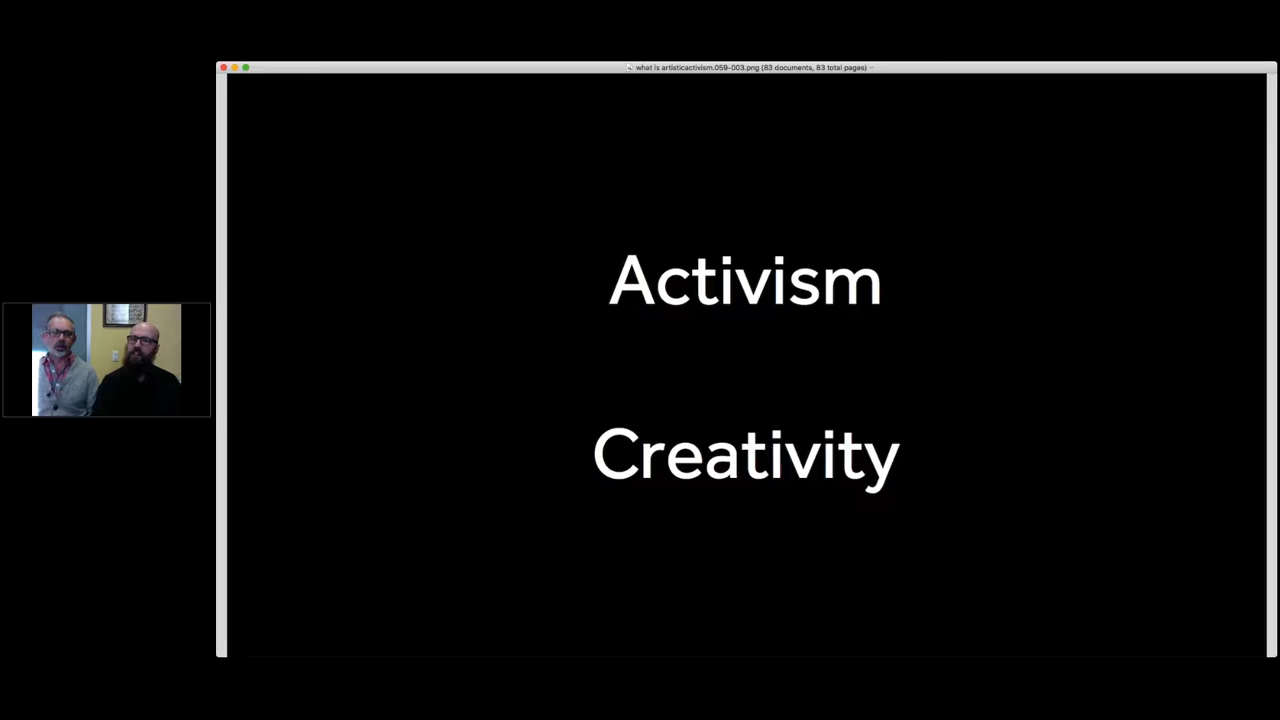 what is artisticactivism.059-003.png (83 documents, 83 total pages)
Activism
Creativity